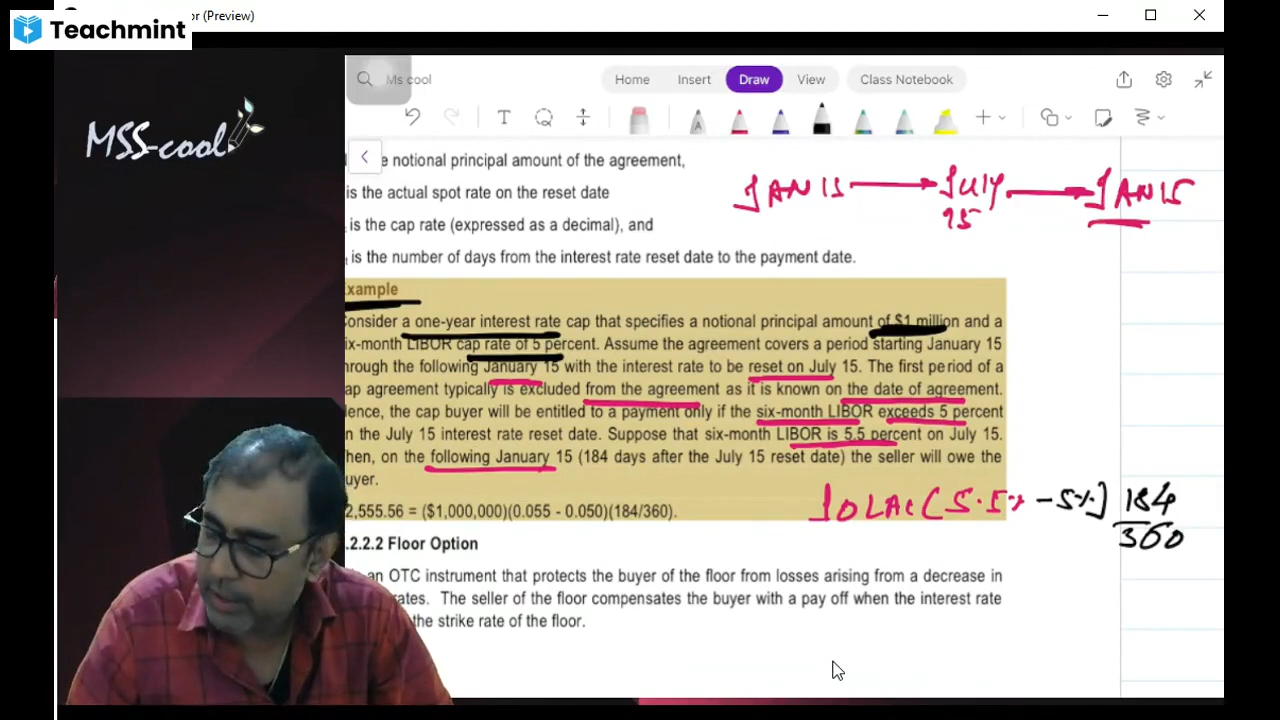 or (Preview)
Teachmint
MSS-cool
Ms cool
Home Insert Draw View Class Notebook
e notional principal amount of the agreement,
is the actual spot rate on the reset date
is the cap rate (expressed as a decimal), and
is the number of days from the interest rate reset date to the payment date.
JAN15 July 15 JAN15
xample
onsider a one-year interest rate cap that specifies a notional principal amount of $1 million and a
ix-month LIBOR cap rate of 5 percent. Assume the agreement covers a period starting January 15
hrough the following January 15 with the interest rate to be reset on July 15. The first period of a
ap agreement typically is excluded from the agreement as it is known on the date of agreement.
ence, the cap buyer will be entitled to a payment only if the six-month LIBOR exceeds 5 percent
n the July 15 interest rate reset date. Suppose that six-month LIBOR is 5.5 percent on July 15.
hen, on the following January 15 (184 days after the July 15 reset date) the seller will owe the
uyer.
10LAC (5.5% -5%) 184
360
2,555.56 = ($1,000,000)(0.055 - 0.050)(184/360).
.2.2.2 Floor Option
an OTC instrument that protects the buyer of the floor from losses arising from a decrease in
rates. The seller of the floor compensates the buyer with a pay off when the interest rate
the strike rate of the floor.